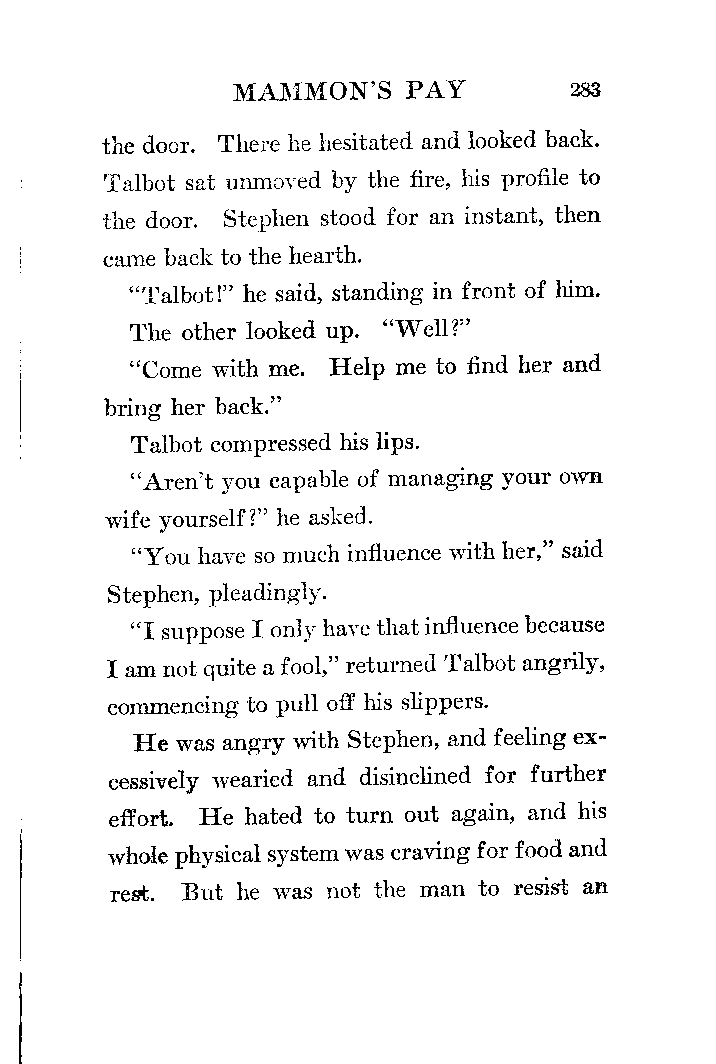 MAMMON'S PAY 283
the door. There he hesitated and looked back.
Talbot sat unmoved by the fire, his profile to
the door. Stephen stood for an instant, then
came back to the hearth.
“Talbot!” he said, standing in front of him.
The other looked up. “Well?”
“Come with me. Help me to find her and
bring her back.”
Talbot compressed his lips.
“Aren't you capable of managing your own
wife yourself?” he asked.
“You have so much influence with her,” said
Stephen, pleadingly.
“I suppose I only have that influence because
I am not quite a fool,” returned Talbot angrily,
commencing to pull off his slippers.
He was angry with Stephen, and feeling ex-
cessively wearied and disinclined for further
effort. He hated to turn out again, and his
whole physical system was craving for food and
rest. But he was not the man to resist an